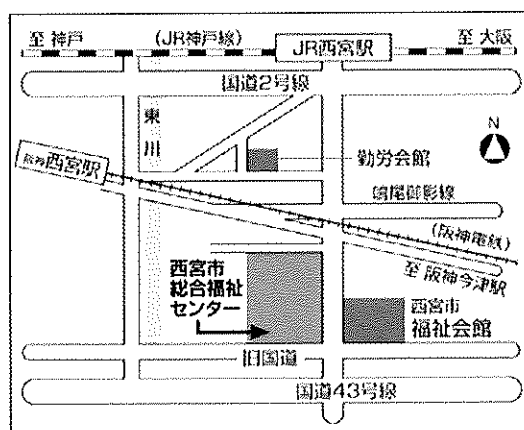 至 神戸
(JR神戸線)
JR西宮駅
至 大阪
国道2号線
東川
N
阪神西宮駅
勤労会館
鳴尾御影線
(阪神電鉄)
至 阪神今津駅
西宮市
総合福祉
センター
西宮市
福祉会館
旧国道
国道43号線